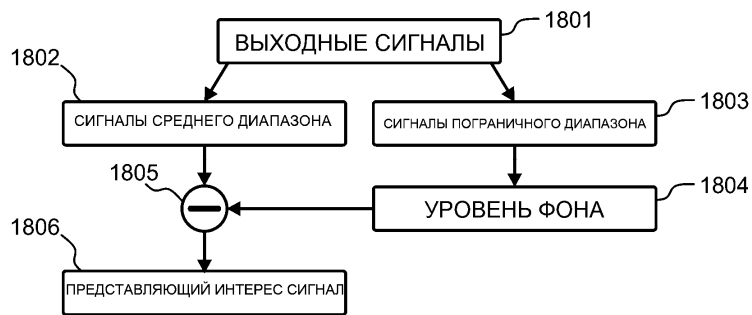 1801
ВЫХОДНЫЕ СИГНАЛЫ
1802
СИГНАЛЫ СРЕДНЕГО ДИАПАЗОНА
1803
СИГНАЛЫ ПОГРАНИЧНОГО ДИАПАЗОНА
1805
1804
УРОВЕНЬ ФОНА
1806
ПРЕДСТАВЛЯЮЩИЙ ИНТЕРЕС СИГНАЛ